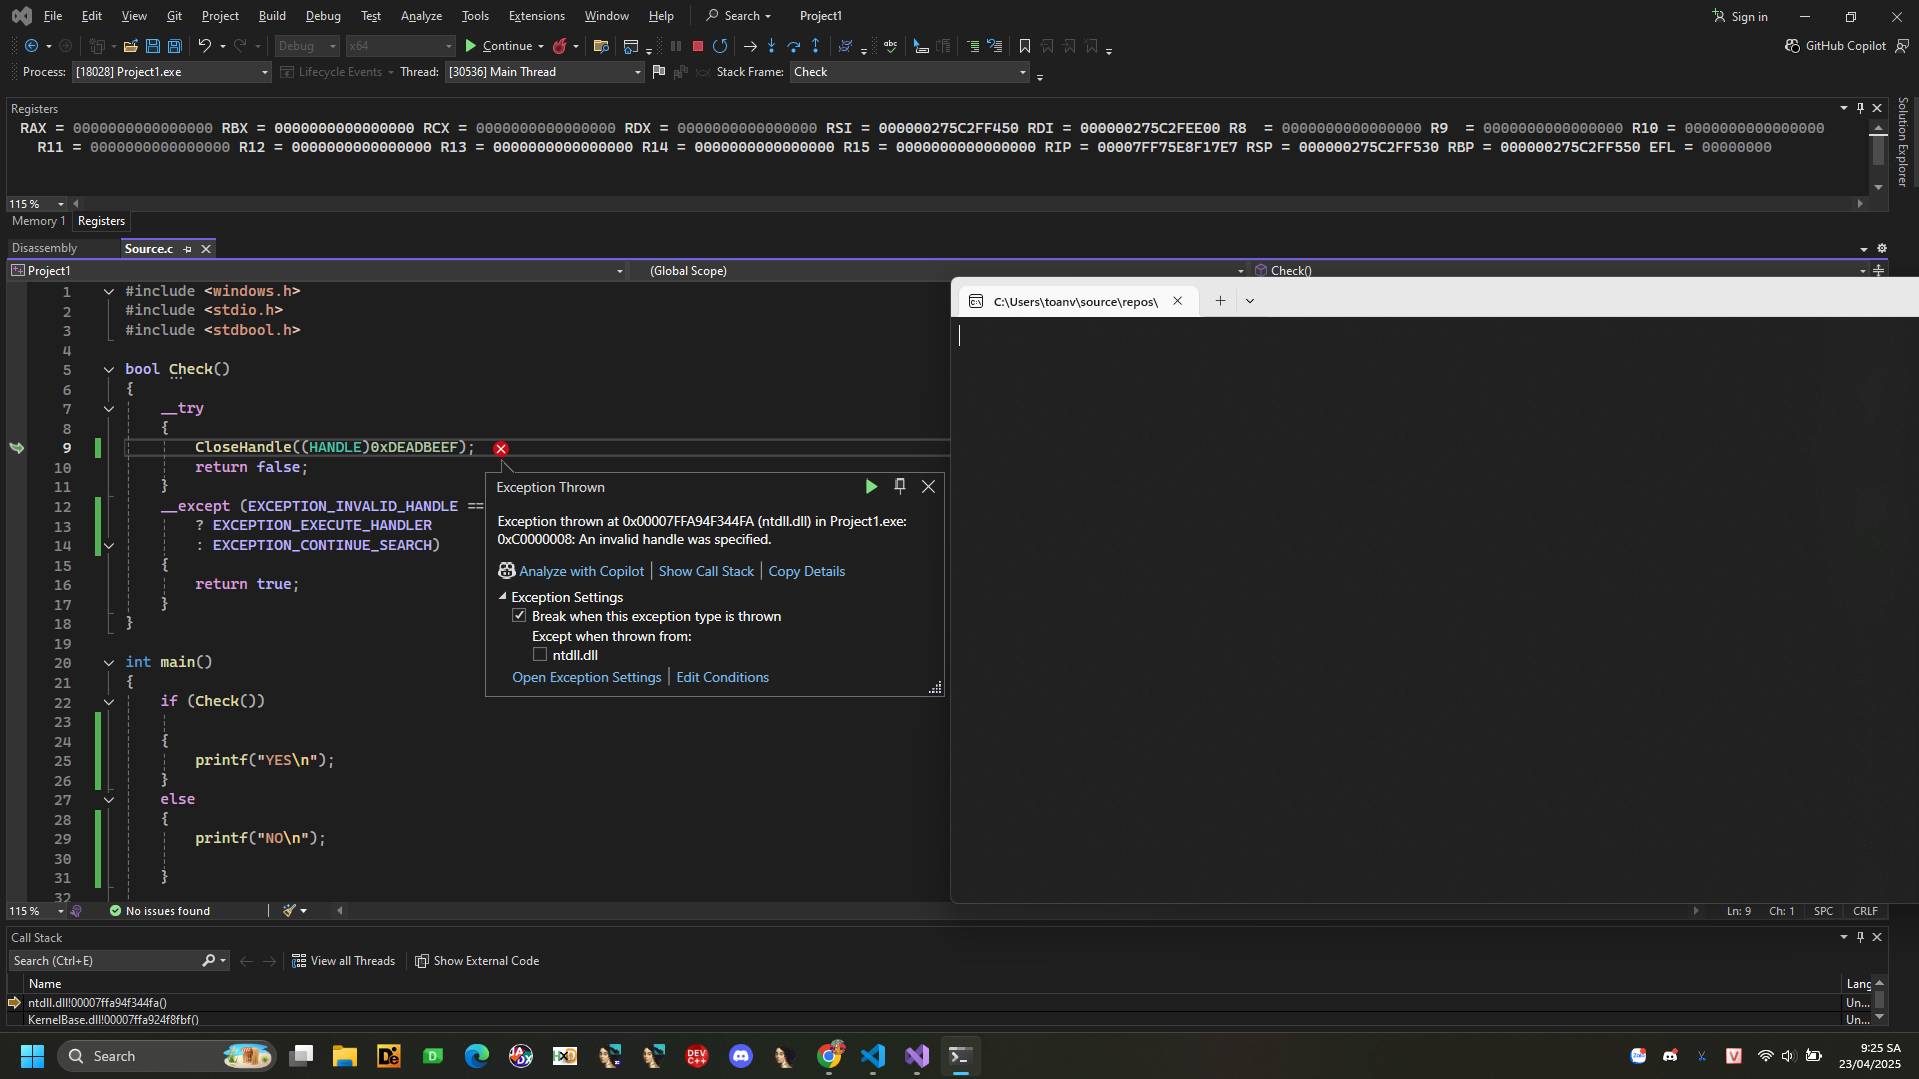 File Edit View Git Project Build Debug Test Analyze Tools Extensions Window Help Search Project1 Sign in
Debug x64 Continue GitHub Copilot
Process: [18028] Project1.exe Lifecycle Events Thread: [30536] Main Thread Stack Frame: Check
Registers
RAX = 0000000000000000 RBX = 0000000000000000 RCX = 0000000000000000 RDX = 0000000000000000 RSI = 000000275C2FF450 RDI = 000000275C2FEE00 R8 = 0000000000000000 R9 = 0000000000000000 R10 = 0000000000000000
R11 = 0000000000000000 R12 = 0000000000000000 R13 = 0000000000000000 R14 = 0000000000000000 R15 = 0000000000000000 RIP = 00007FF75E8F17E7 RSP = 000000275C2FF530 RBP = 000000275C2FF550 EFL = 00000000
Solution Explorer
115 %
Memory 1 Registers
Disassembly Source.c
Project1 (Global Scope) Check()
C:\Users\toanv\source\repos\
1 #include <windows.h>
2 #include <stdio.h>
3 #include <stdbool.h>
4
5 bool Check()
6 {
7 __try
8 {
9 CloseHandle((HANDLE)0xDEADBEEF);
10 return false;
11 }
12 __except (EXCEPTION_INVALID_HANDLE ==
13 ? EXCEPTION_EXECUTE_HANDLER
14 : EXCEPTION_CONTINUE_SEARCH)
15 {
16 return true;
17 }
18 }
19
20 int main()
21 {
22 if (Check())
23
24 {
25 printf("YES\n");
26 }
27 else
28 {
29 printf("NO\n");
30
31 }
32
Exception Thrown
Exception thrown at 0x00007FFA94F344FA (ntdll.dll) in Project1.exe:
0xC0000008: An invalid handle was specified.
Analyze with Copilot | Show Call Stack | Copy Details
Exception Settings
Break when this exception type is thrown
Except when thrown from:
ntdll.dll
Open Exception Settings | Edit Conditions
115 % No issues found Ln: 9 Ch: 1 SPC CRLF
Call Stack
Search (Ctrl+E) View all Threads Show External Code
Name Lang
ntdll.dll!00007ffa94f344fa() Un...
KernelBase.dll!00007ffa924f8fbf() Un...
Search 9:25 SA
23/04/2025